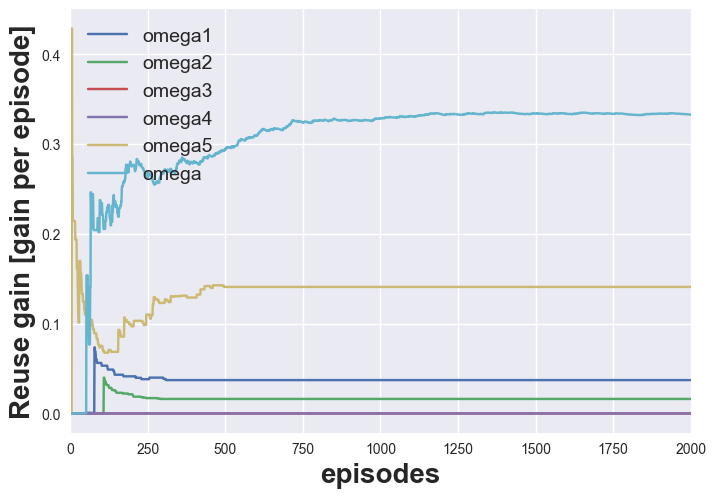 Reuse gain [gain per episode]
0.4
0.3
0.2
0.1
0.0
omega1
omega2
omega3
omega4
omega5
omega
0 250 500 750 1000 1250 1500 1750 2000
episodes